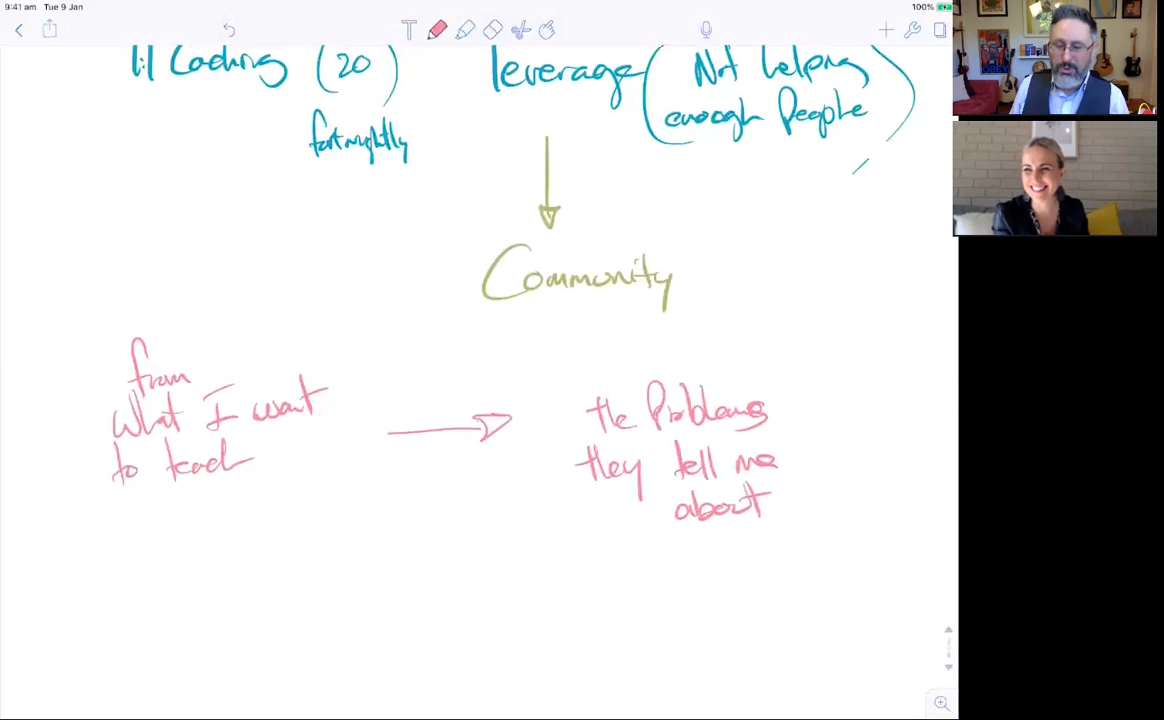 9:41 am Tue 9 Jan
100%
T
1:1 Coaching (20)
fortnightly
leverage (Not helping
enough People)
Community
from
what I want
to teach
the Problems
they tell me
about